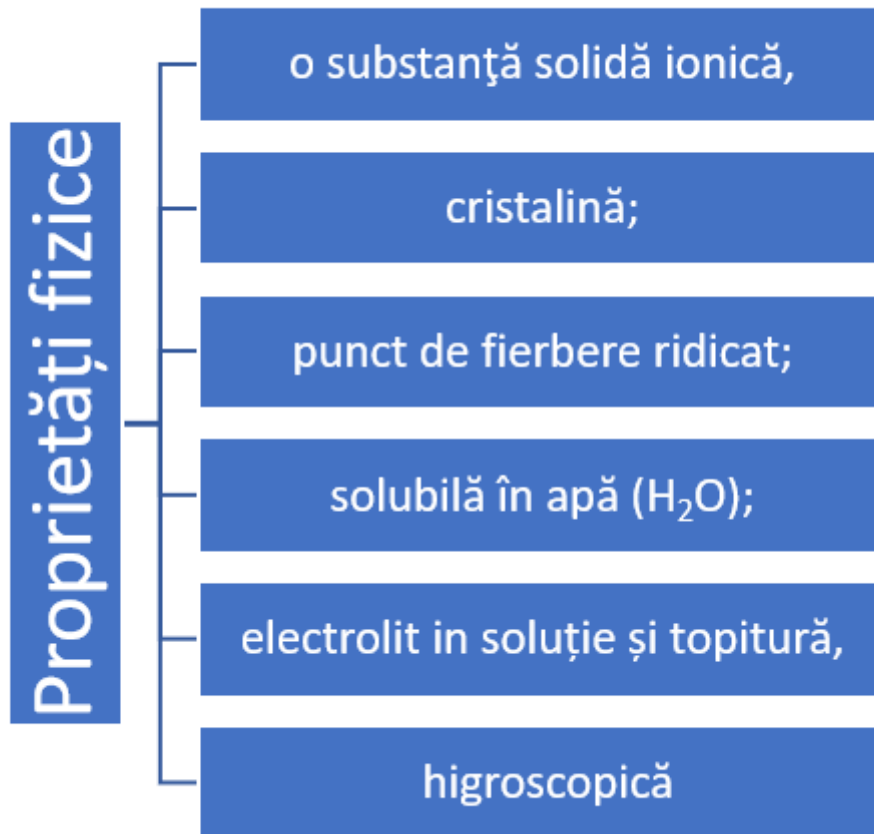 Proprietăți fizice
o substanţă solidă ionică,
cristalină;
punct de fierbere ridicat;
solubilă în apă (H₂O);
electrolit in soluție și topitură,
higroscopică